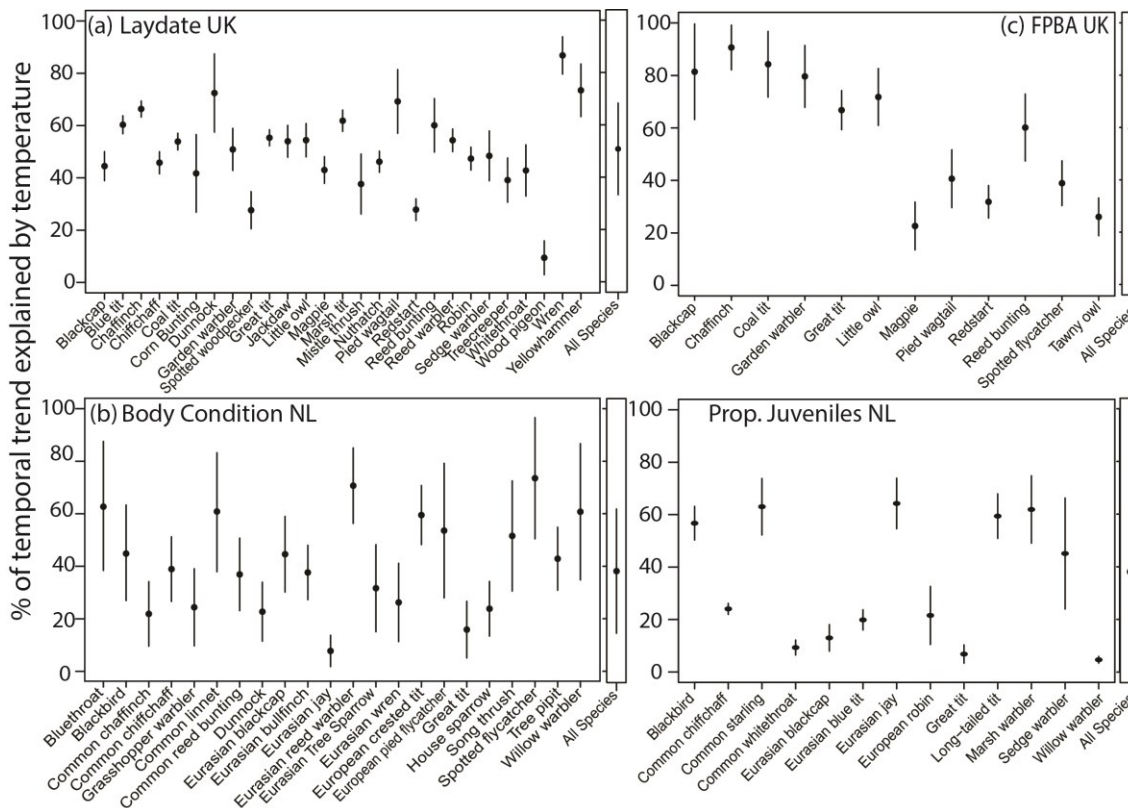 % of temporal trend explained by temperature
(a) Laydate UK
100
80
60
40
20
0
Blackcap
Blue tit
Chaffinch
Chiffchaff
Coal tit
Corn Bunting
Dunnock
Garden warbler
Spotted woodpecker
Great tit
Jackdaw
Little owl
Magpie
Marsh tit
Mistle thrush
Nuthatch
Pied wagtail
Redstart
Reed bunting
Reed warbler
Robin
Sedge warbler
Treecreeper
Whitethroat
Wood pigeon
Wren
Yellowhammer
All Species
(c) FPBA UK
100
80
60
40
20
0
Blackcap
Chaffinch
Coal tit
Garden warbler
Great tit
Little owl
Magpie
Pied wagtail
Redstart
Reed bunting
Spotted flycatcher
Tawny owl
All Species
(b) Body Condition NL
100
80
60
40
20
0
Bluethroat
Blackbird
Common chaffinch
Common chiffchaff
Grasshopper warbler
Common linnet
Common reed bunting
Dunnock
Eurasian blackcap
Eurasian bullfinch
Eurasian jay
Eurasian reed warbler
Eurasian Tree Sparrow
Eurasian wren
European crested tit
European pied flycatcher
Great tit
House sparrow
Song thrush
Spotted flycatcher
Tree pipit
Willow warbler
All Species
Prop. Juveniles NL
100
80
60
40
20
0
Blackbird
Common chiffchaff
Common starling
Common whitethroat
Eurasian blackcap
Eurasian blue tit
Eurasian jay
European robin
Great tit
Long-tailed tit
Marsh warbler
Sedge warbler
Willow warbler
All Species